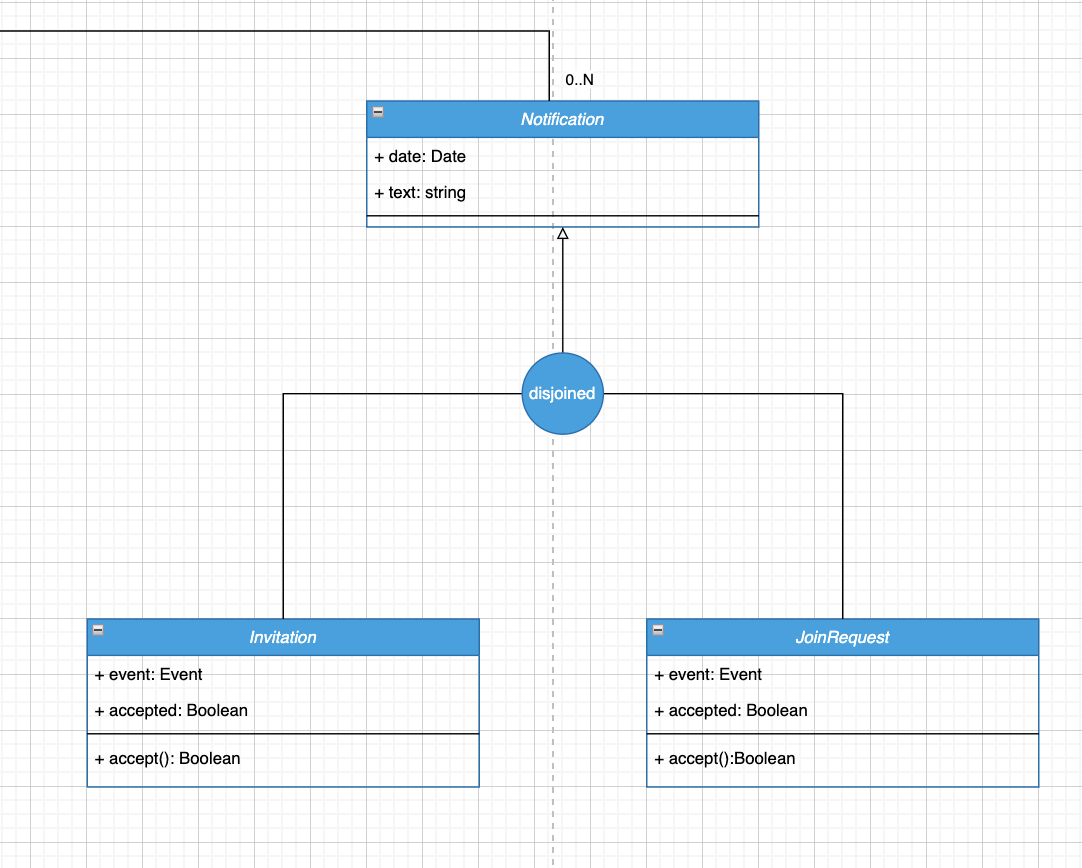 0..N
Notification
+ date: Date
+ text: string
disjoined
Invitation
+ event: Event
+ accepted: Boolean
+ accept(): Boolean
JoinRequest
+ event: Event
+ accepted: Boolean
+ accept():Boolean